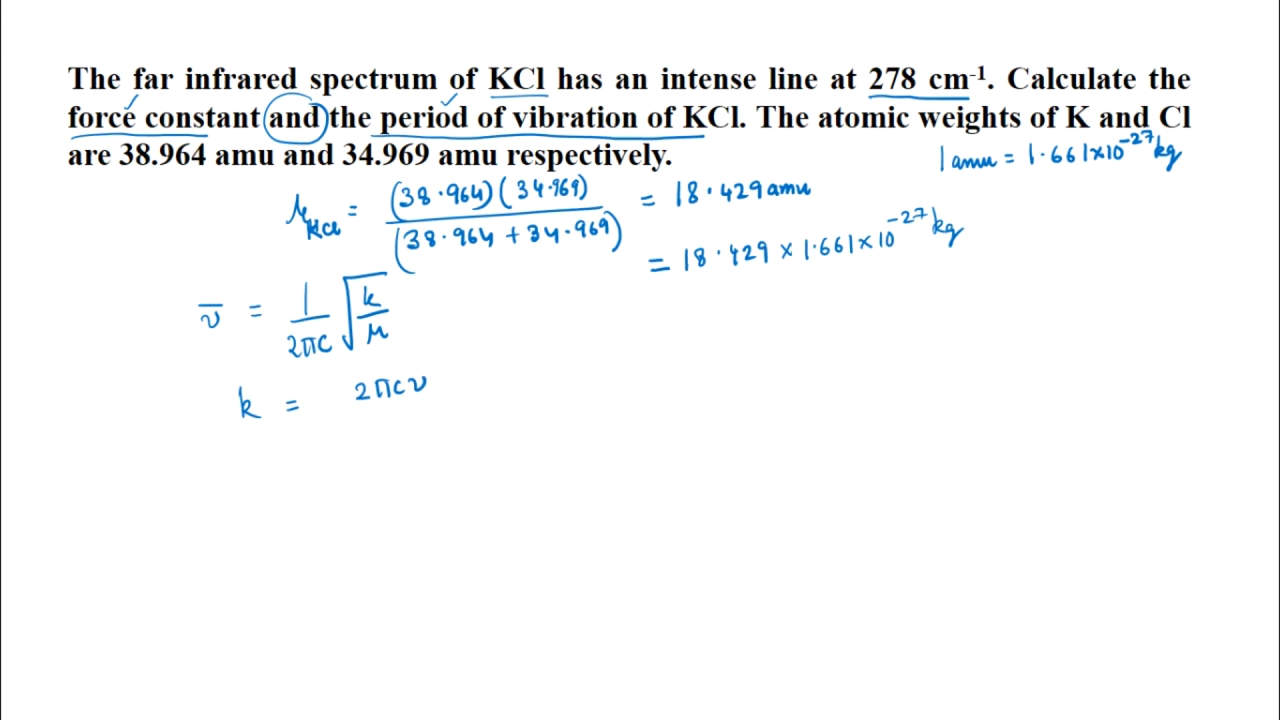 The far infrared spectrum of KCl has an intense line at 278 cm⁻¹. Calculate the
force constant and the period of vibration of KCl. The atomic weights of K and Cl
are 38.964 amu and 34.969 amu respectively.
1 amu = 1.661×10⁻²⁷ kg
μ_KCl = (38.964)(34.969) / (38.964 + 34.969) = 18.429 amu
= 18.429 × 1.661×10⁻²⁷ kg
ν̅ = 1/2πc √k/μ
k = 2πcν